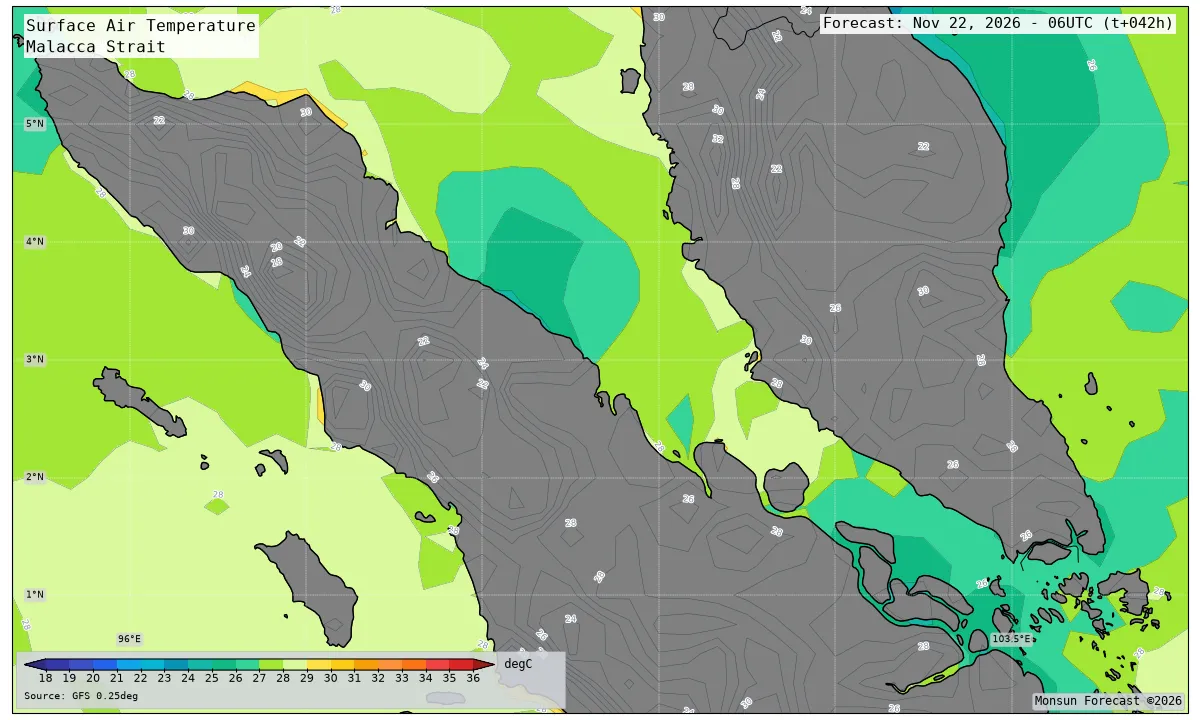 Surface Air Temperature
Malacca Strait
Forecast: Nov 22, 2026 - 06UTC (t+042h)
5°N
4°N
3°N
2°N
1°N
96°E
103.5°E
degC
18 19 20 21 22 23 24 25 26 27 28 29 30 31 32 33 34 35 36
Source: GFS 0.25deg
Monsun Forecast ©2026